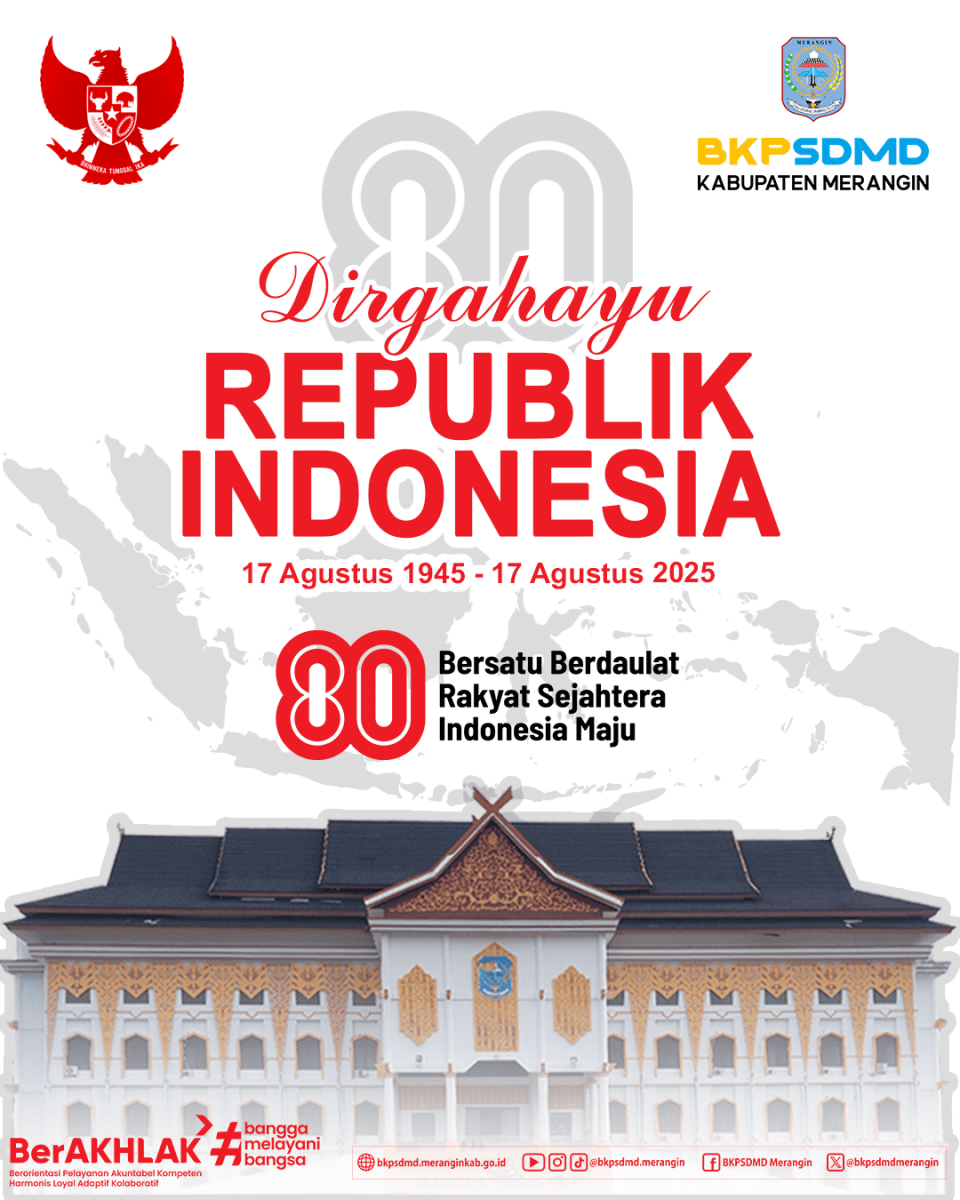 BHINNEKA TUNGGAL IKA
MERANGIN
BKPSDMD
KABUPATEN MERANGIN
80
Dirgahayu
REPUBLIK
INDONESIA
17 Agustus 1945 - 17 Agustus 2025
80
Bersatu Berdaulat
Rakyat Sejahtera
Indonesia Maju
BerAKHLAK
Berorientasi Pelayanan Akuntabel Kompeten
Harmonis Loyal Adaptif Kolaboratif
#bangga
melayani
bangsa
bkpsdmd.meranginkab.go.id
@bkpsdmd.merangin
BKPSDMD Merangin
@bkpsdmdmerangin